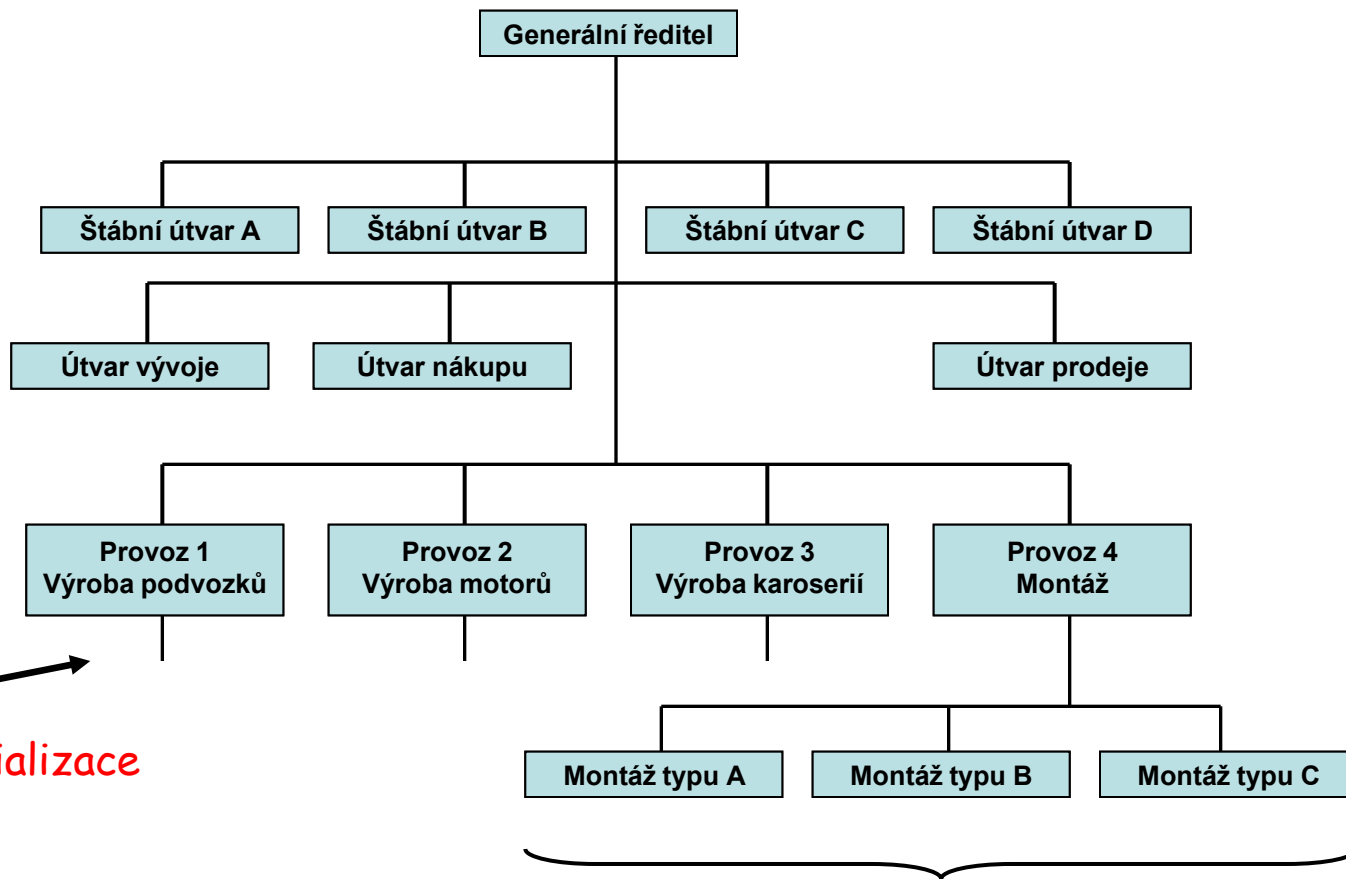 Generální ředitel
Štábní útvar A
Štábní útvar B
Štábní útvar C
Štábní útvar D
Útvar vývoje
Útvar nákupu
Útvar prodeje
Provoz 1
Výroba podvozků
Provoz 2
Výroba motorů
Provoz 3
Výroba karoserií
Provoz 4
Montáž
ializace
Montáž typu A
Montáž typu B
Montáž typu C